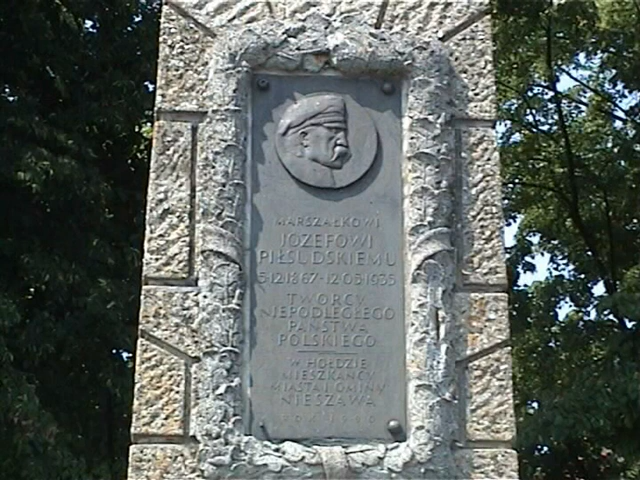 MARSZAŁKOWI
JÓZEFOWI
PIŁSUDSKIEMU
5·12·1867-12·05·1935
TWÓRCY
NIEPODLEGŁEGO
PAŃSTWA
POLSKIEGO
W HOŁDZIE
MIESZKAŃCY
MIASTA I GMINY
NIESZAWA